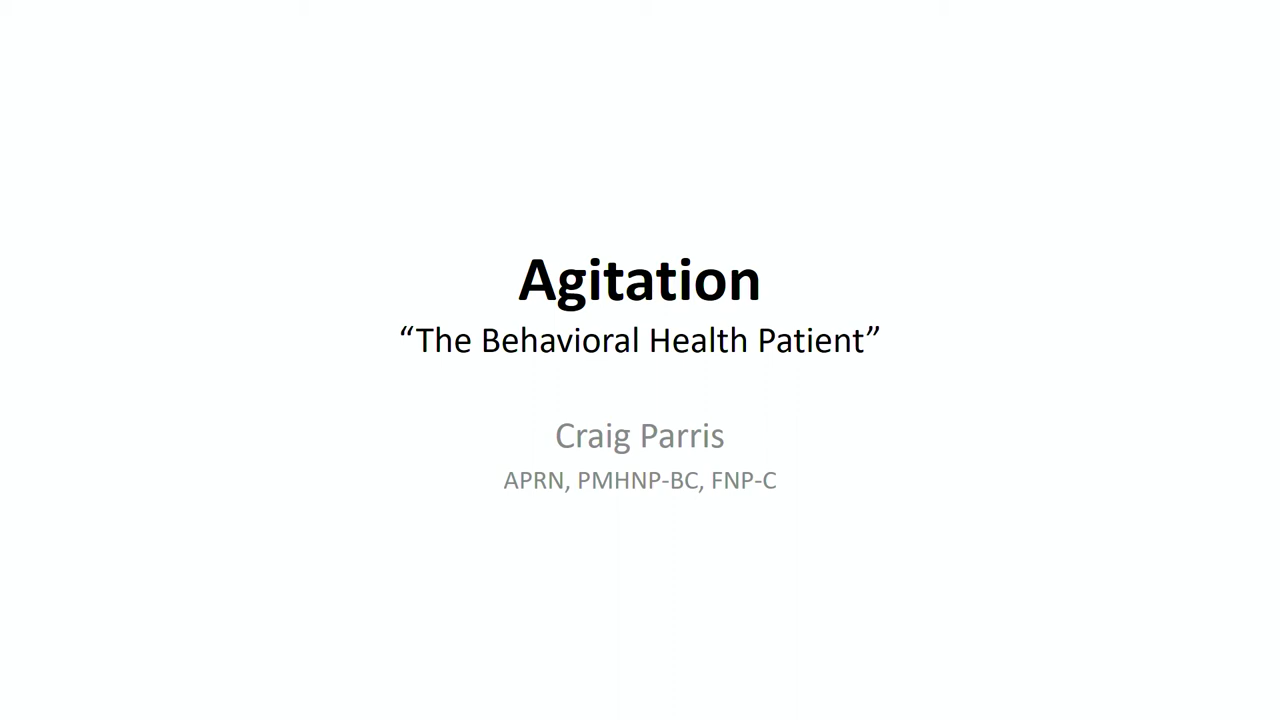 Agitation
“The Behavioral Health Patient”
Craig Parris
APRN, PMHNP-BC, FNP-C